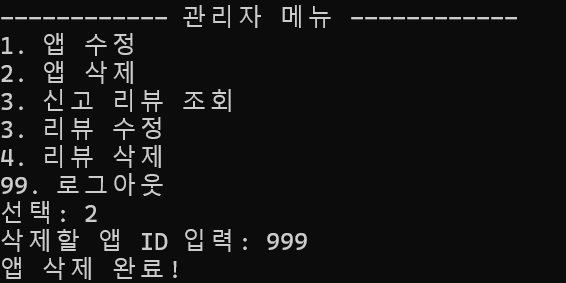 ------------ 관리자 메뉴 ------------
1. 앱 수정
2. 앱 삭제
3. 신고 리뷰 조회
3. 리뷰 수정
4. 리뷰 삭제
99. 로그아웃
선택: 2
삭제할 앱 ID 입력: 999
앱 삭제 완료!